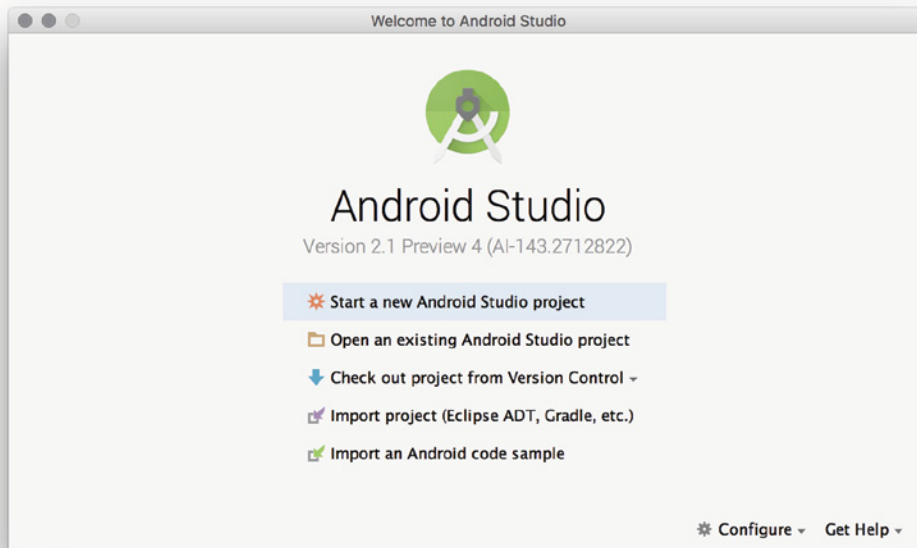 Welcome to Android Studio
Android Studio
Version 2.1 Preview 4 (AI-143.2712822)
Start a new Android Studio project
Open an existing Android Studio project
Check out project from Version Control
Import project (Eclipse ADT, Gradle, etc.)
Import an Android code sample
Configure Get Help